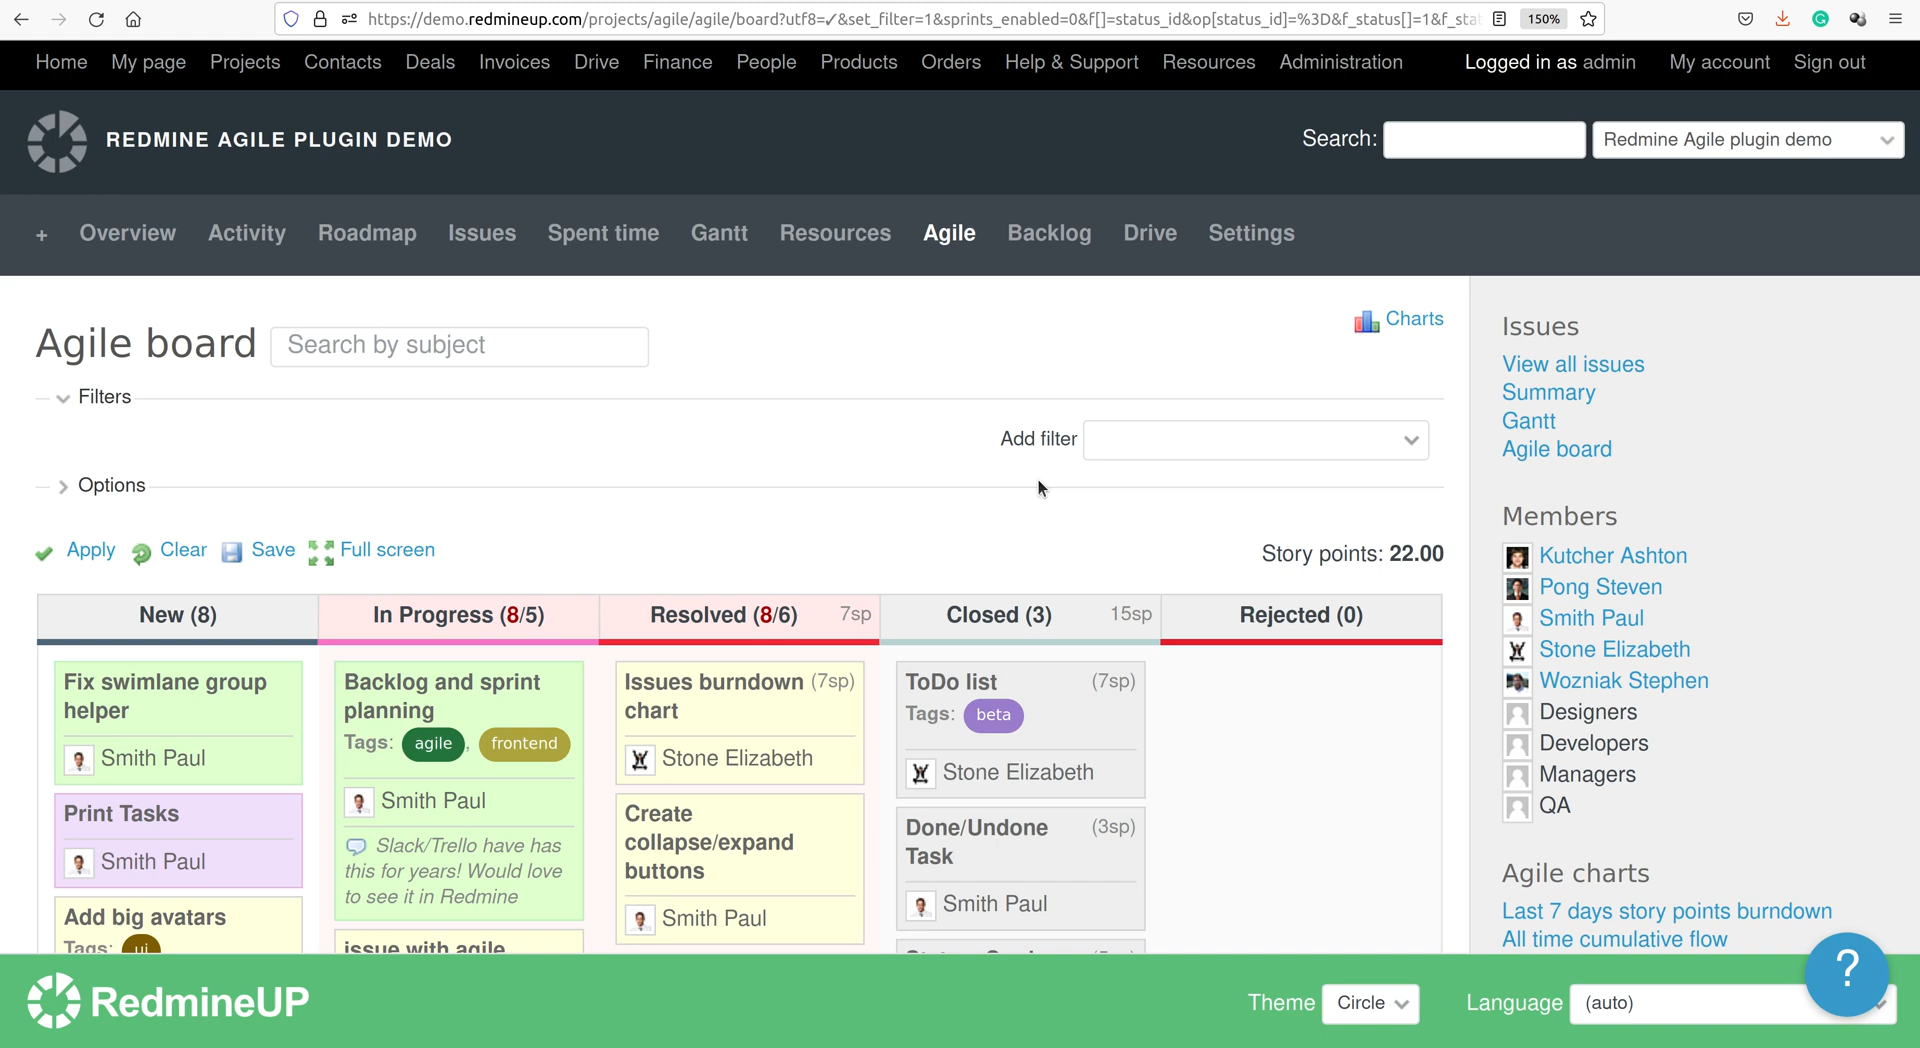 https://demo.redmineup.com/projects/agile/agile/board?utf8=✓&set_filter=1&sprints_enabled=0&f[]=status_id&op[status_id]=%3D&f_status[]=1&f_sta
150%
Home My page Projects Contacts Deals Invoices Drive Finance People Products Orders Help & Support Resources Administration Logged in as admin My account Sign out
REDMINE AGILE PLUGIN DEMO
Search: Redmine Agile plugin demo
+ Overview Activity Roadmap Issues Spent time Gantt Resources Agile Backlog Drive Settings
Agile board
Search by subject
Charts
Filters
Add filter
Options
Apply Clear Save Full screen
Story points: 22.00
New (8)
In Progress (8/5)
Resolved (8/6) 7sp
Closed (3) 15sp
Rejected (0)
Fix swimlane group
helper
Smith Paul
Print Tasks
Smith Paul
Add big avatars
Tags: ui
Backlog and sprint
planning
Tags: agile, frontend
Smith Paul
Slack/Trello have has
this for years! Would love
to see it in Redmine
issue with agile
Issues burndown (7sp)
chart
Stone Elizabeth
Create
collapse/expand
buttons
Smith Paul
ToDo list (7sp)
Tags: beta
Stone Elizabeth
Done/Undone (3sp)
Task
Smith Paul
Issues
View all issues
Summary
Gantt
Agile board
Members
Kutcher Ashton
Pong Steven
Smith Paul
Stone Elizabeth
Wozniak Stephen
Designers
Developers
Managers
QA
Agile charts
Last 7 days story points burndown
All time cumulative flow
?
RedmineUP
Theme Circle
Language (auto)